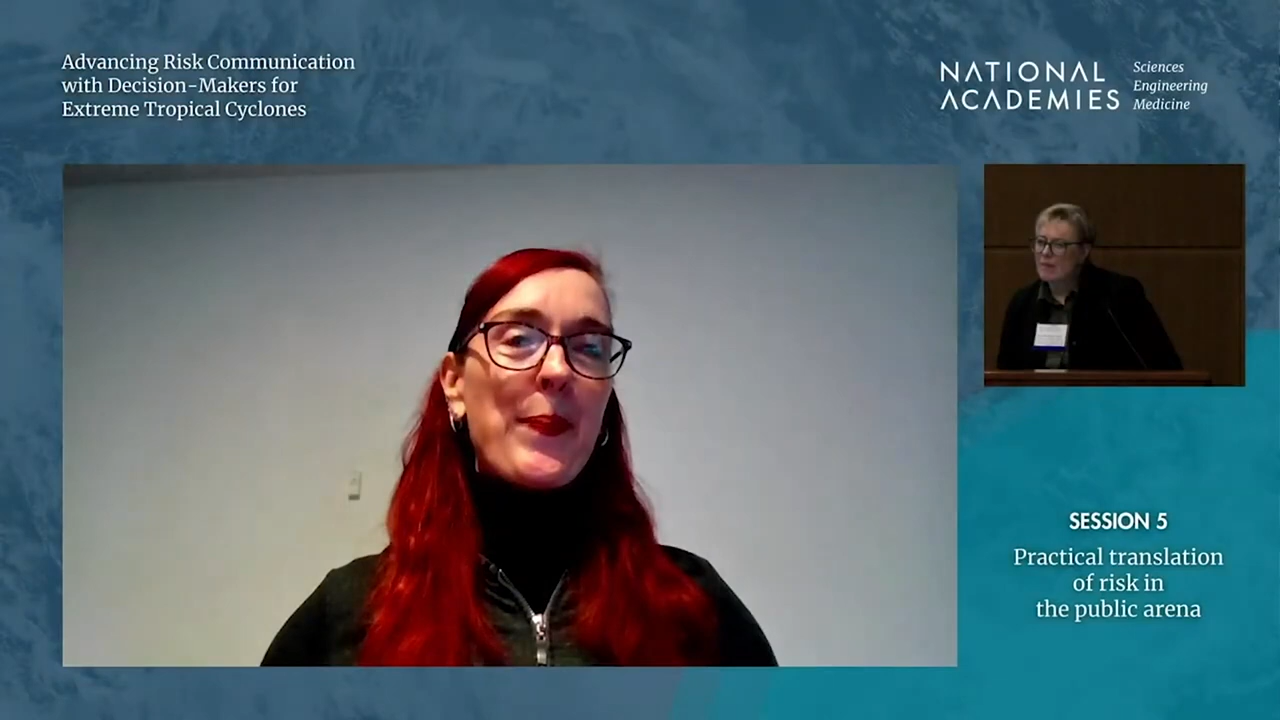 Advancing Risk Communication
with Decision-Makers for
Extreme Tropical Cyclones
NATIONAL
ACADEMIES
Sciences
Engineering
Medicine
SESSION 5
Practical translation
of risk in
the public arena